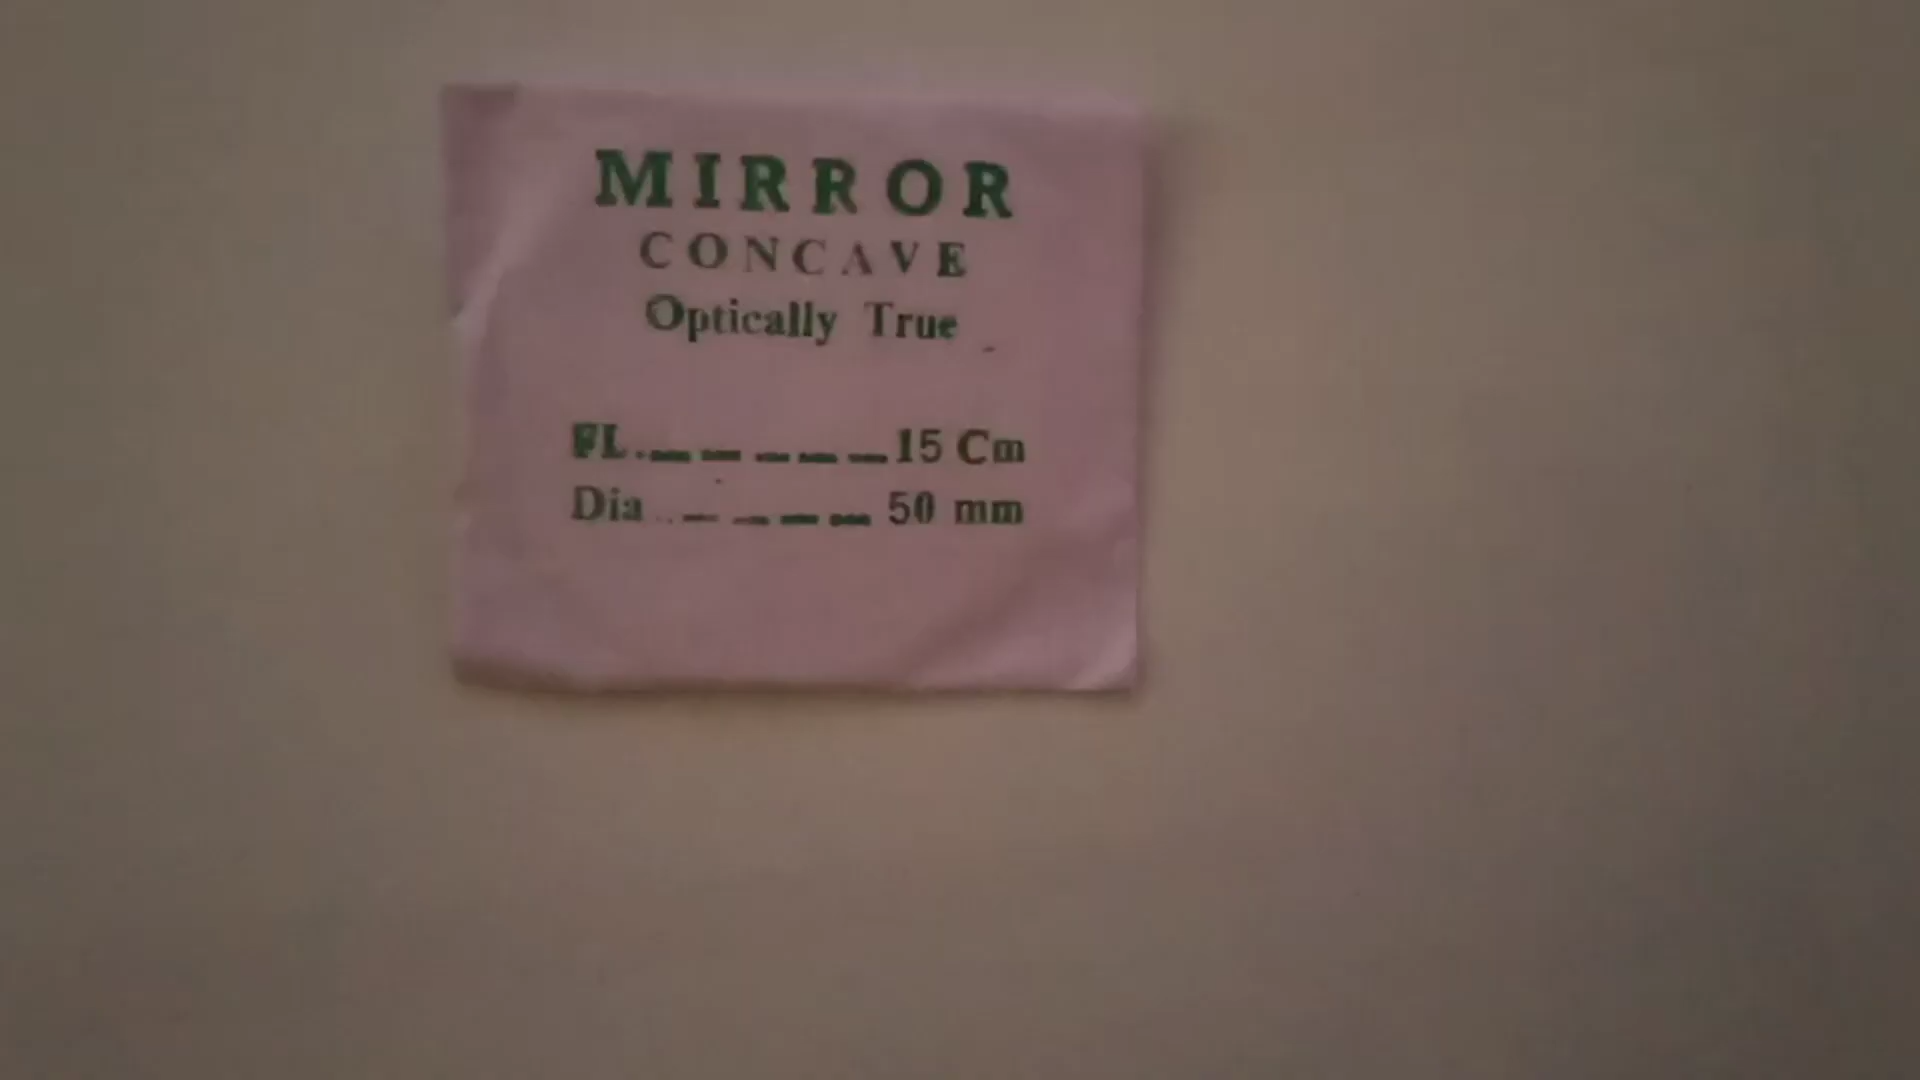 MIRROR
CONCAVE
Optically True
FL. _ _ _ _ _ 15 Cm
Dia .. _ _ _ _ 50 mm